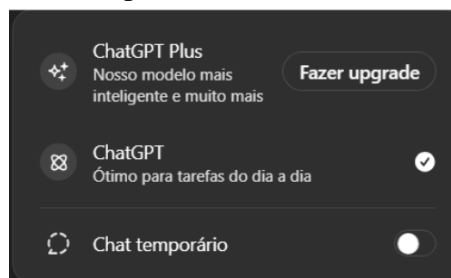 ChatGPT Plus
Nosso modelo mais
inteligente e muito mais
Fazer upgrade
ChatGPT
Ótimo para tarefas do dia a dia
Chat temporário